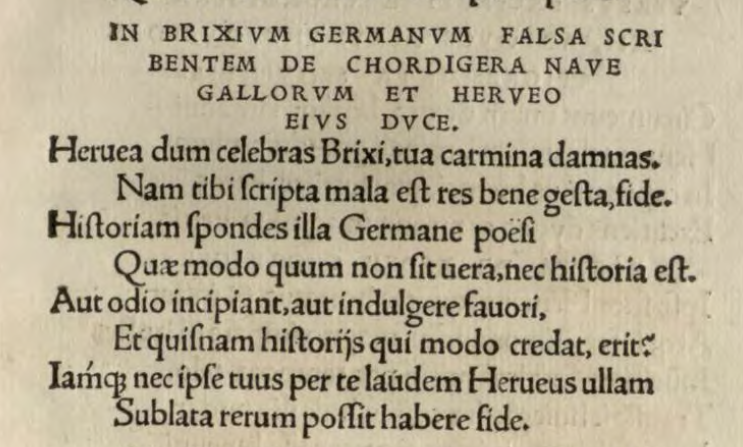 IN BRIXIVM GERMANVM FALSA SCRI
BENTEM DE CHORDIGERA NAVE
GALLORVM ET HERVEO
EIVS DVCE.
Heruea dum celebras Brixi,tua carmina damnas.
Nam tibi ſcripta mala eſt res bene geſta,fide.
Hiſtoriam ſpondes illa Germane poëſi
Quæ modo quum non ſit uera,nec hiſtoria eſt.
Aut odio incipiant,aut indulgere fauori,
Et quiſnam hiſtorijs qui modo credat, erit?
Iamq; nec ipſe tuus per te laudem Herueus ullam
Sublata rerum poſſit habere fide.